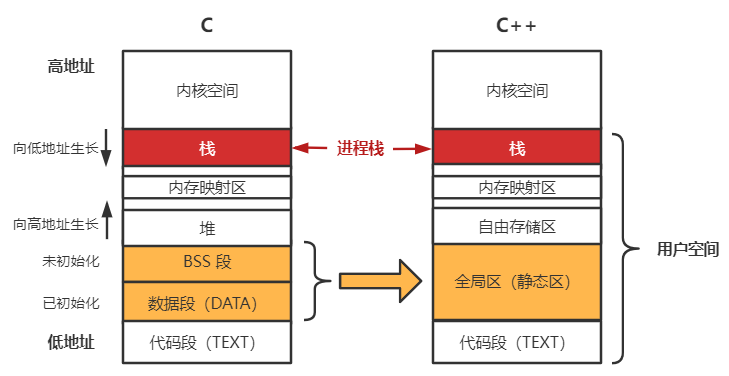 C
C++
高地址
内核空间
内核空间
向低地址生长
栈
进程栈
栈
内存映射区
内存映射区
向高地址生长
堆
自由存储区
用户空间
未初始化
BSS 段
全局区（静态区）
已初始化
数据段（DATA）
低地址
代码段（TEXT）
代码段（TEXT）